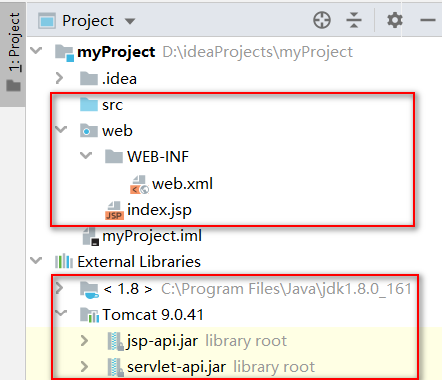 1: Project
Project
myProject D:\ideaProjects\myProject
.idea
src
web
WEB-INF
web.xml
JSP index.jsp
myProject.iml
External Libraries
< 1.8 > C:\Program Files\Java\jdk1.8.0_161
Tomcat 9.0.41
jsp-api.jar library root
servlet-api.jar library root